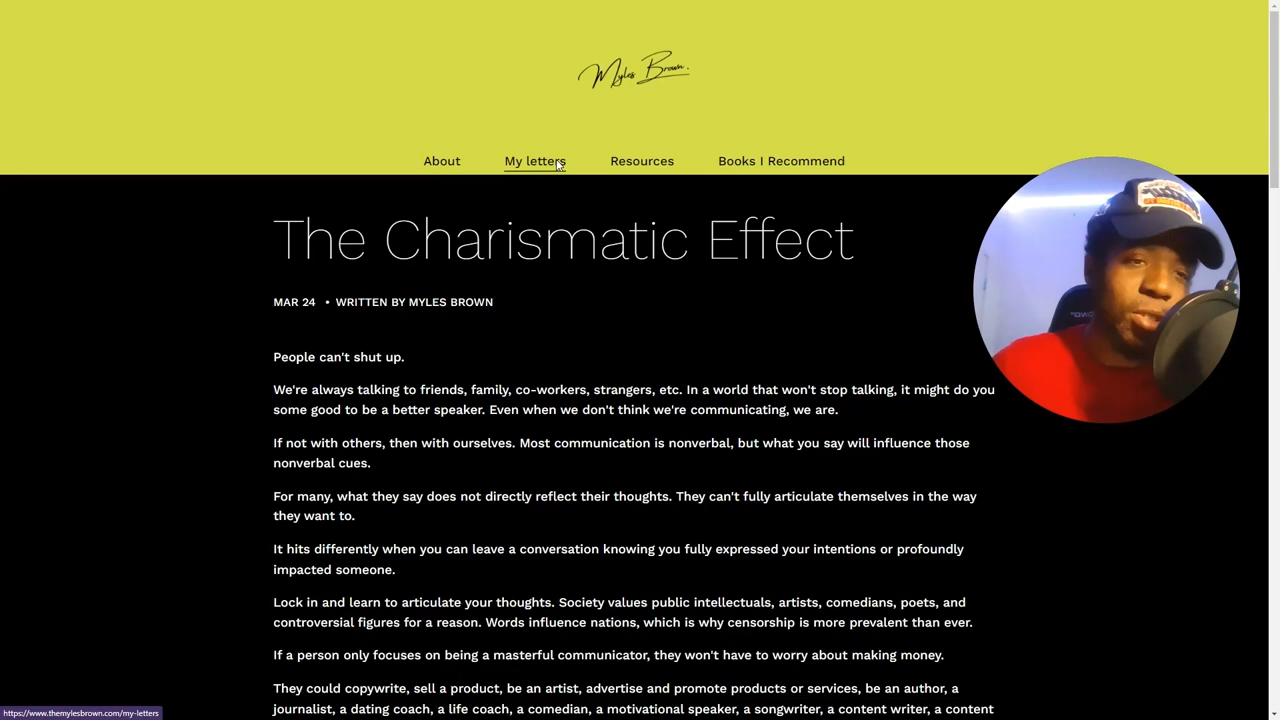 Myles Brown.
About My letters Resources Books I Recommend
The Charismatic Effect
MAR 24 • WRITTEN BY MYLES BROWN
People can't shut up.
We're always talking to friends, family, co-workers, strangers, etc. In a world that won't stop talking, it might do you
some good to be a better speaker. Even when we don't think we're communicating, we are.
If not with others, then with ourselves. Most communication is nonverbal, but what you say will influence those
nonverbal cues.
For many, what they say does not directly reflect their thoughts. They can't fully articulate themselves in the way
they want to.
It hits differently when you can leave a conversation knowing you fully expressed your intentions or profoundly
impacted someone.
Lock in and learn to articulate your thoughts. Society values public intellectuals, artists, comedians, poets, and
controversial figures for a reason. Words influence nations, which is why censorship is more prevalent than ever.
If a person only focuses on being a masterful communicator, they won't have to worry about making money.
They could copywrite, sell a product, be an artist, advertise and promote products or services, be an author, a
journalist, a dating coach, a life coach, a comedian, a motivational speaker, a songwriter, a content writer, a content
https://www.themylesbrown.com/my-letters